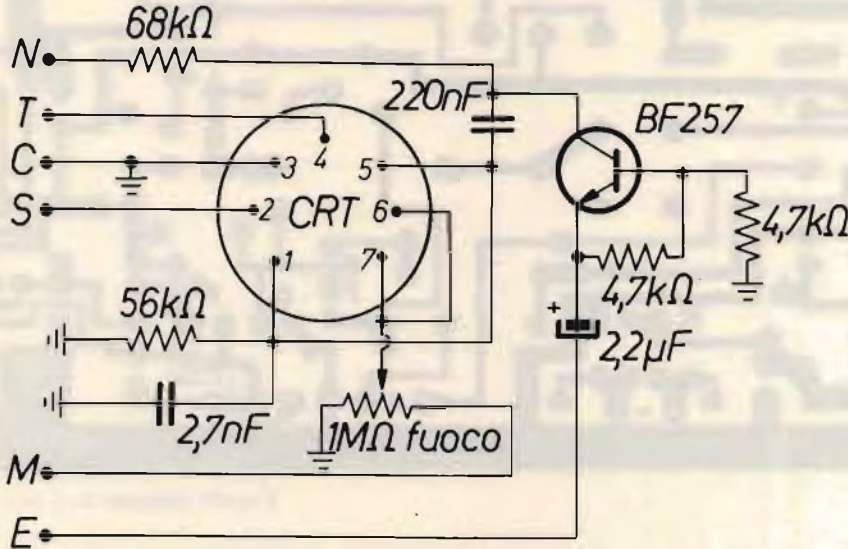 68kΩ
N
T
220nF
BF257
C
3
4
5
S
2
CRT
6
4,7kΩ
1
7
56kΩ
4,7kΩ
+
2,2µF
2,7nF
1MΩ fuoco
M
E